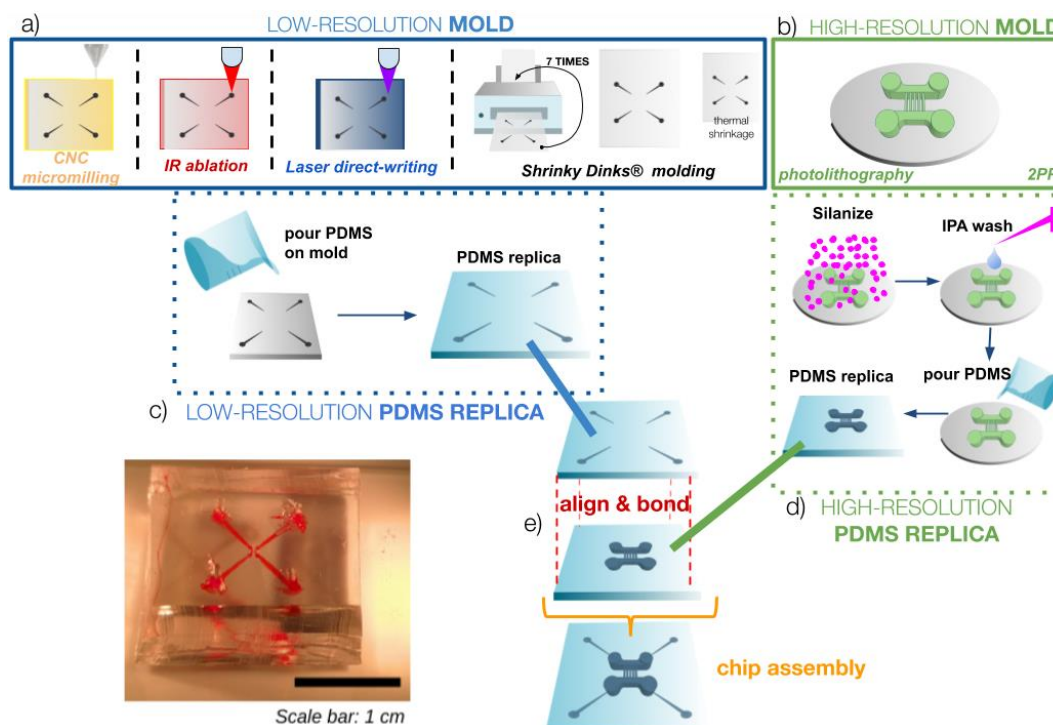 a)
LOW-RESOLUTION MOLD
b)
HIGH-RESOLUTION MOLD
7 TIMES
thermal
shrinkage
CNC
micromilling
IR ablation
Laser direct-writing
Shrinky Dinks® molding
photolithography
2PP
pour PDMS
on mold
PDMS replica
Silanize
IPA wash
PDMS replica
pour PDMS
c)
LOW-RESOLUTION PDMS REPLICA
align & bond
e)
d)
HIGH-RESOLUTION
PDMS REPLICA
chip assembly
Scale bar: 1 cm